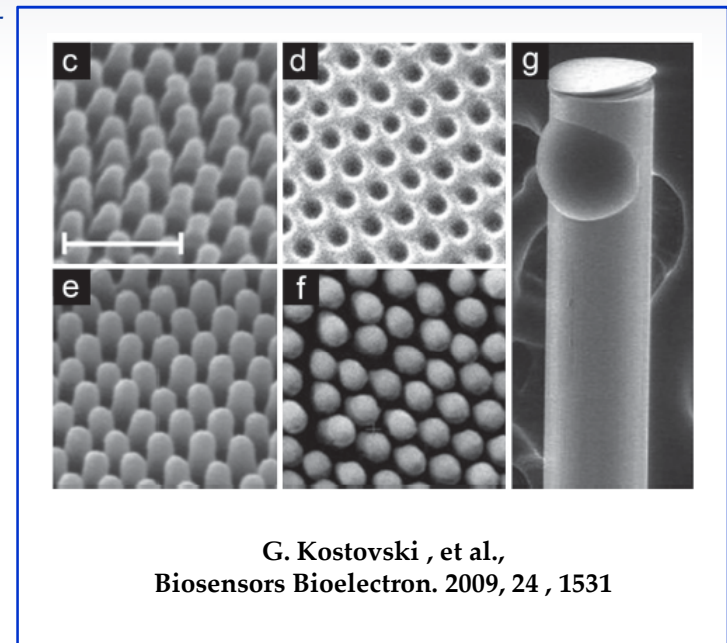 c
d
g
e
f
G. Kostovski , et al.,
Biosensors Bioelectron. 2009, 24 , 1531